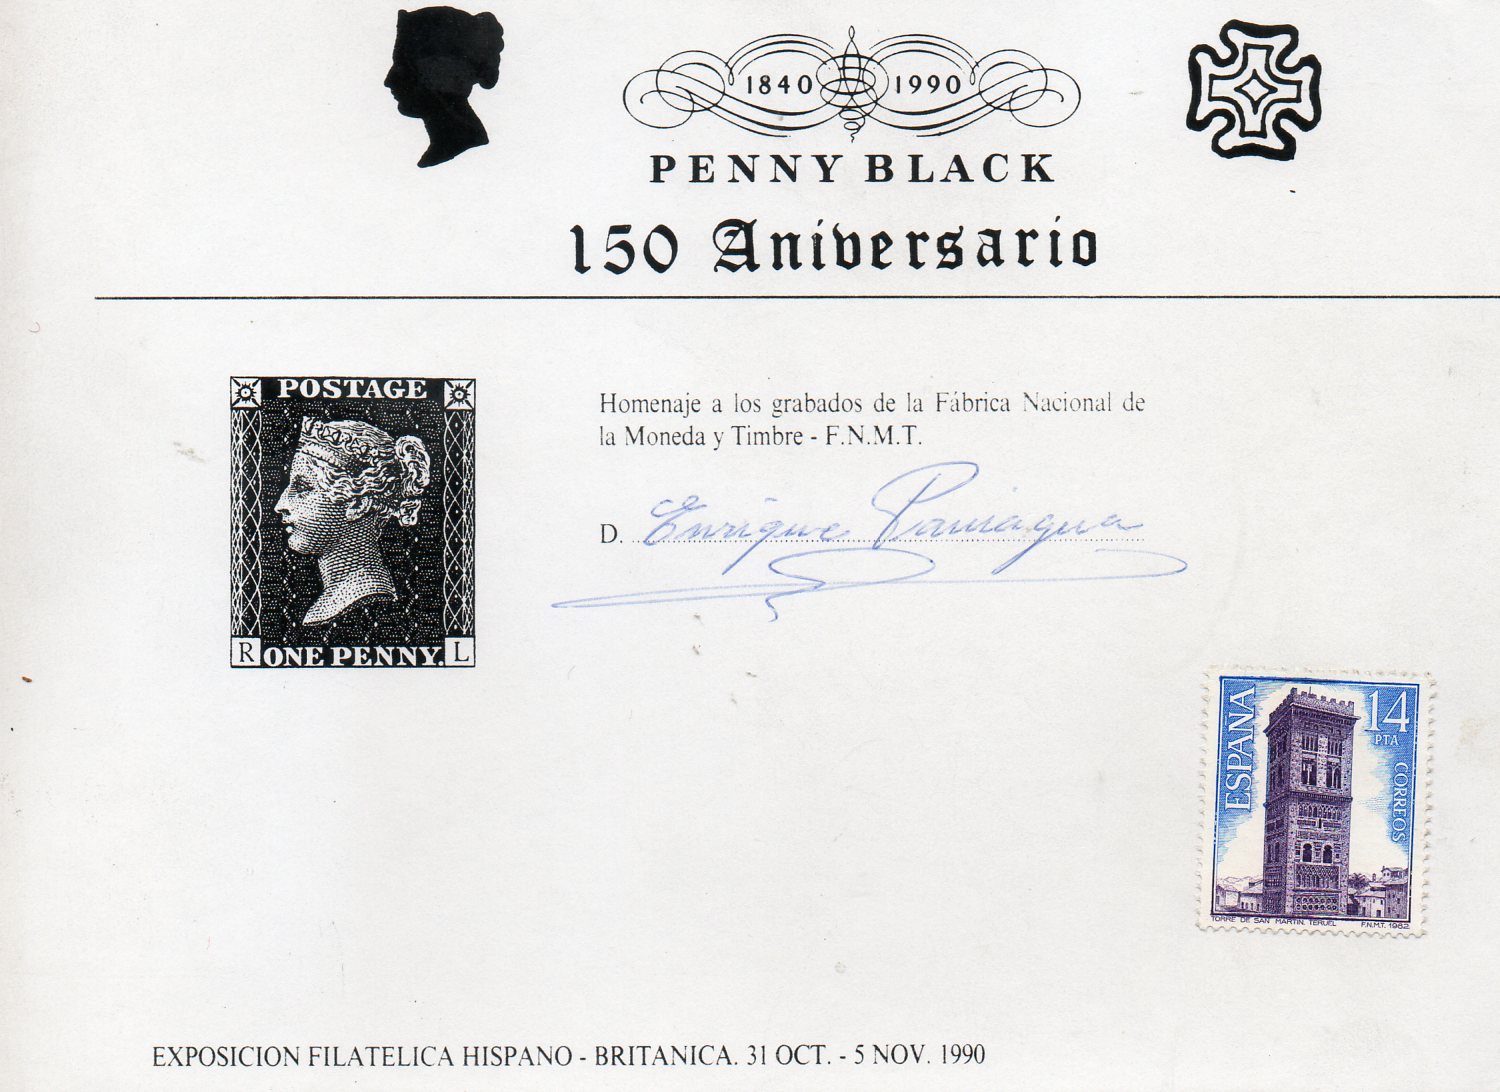 1840 1990
PENNY BLACK
150 Aniversario
POSTAGE
R ONE PENNY. L
Homenaje a los grabados de la Fábrica Nacional de
la Moneda y Timbre - F.N.M.T.
D. Enrique Paniagua
ESPAÑA
14
PTA
CORREOS
TORRE DE SAN MARTIN. TERUEL F.N.M.T. 1982
EXPOSICION FILATELICA HISPANO - BRITANICA. 31 OCT. - 5 NOV. 1990